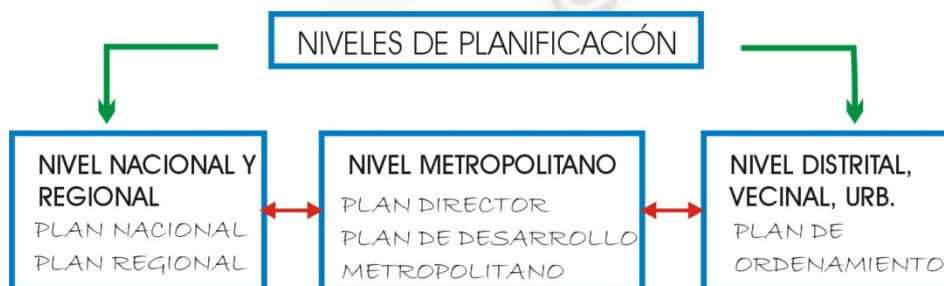 NIVELES DE PLANIFICACIÓN
NIVEL NACIONAL Y
REGIONAL
PLAN NACIONAL
PLAN REGIONAL
NIVEL METROPOLITANO
PLAN DIRECTOR
PLAN DE DESARROLLO
METROPOLITANO
NIVEL DISTRITAL,
VECINAL, URB.
PLAN DE
ORDENAMIENTO